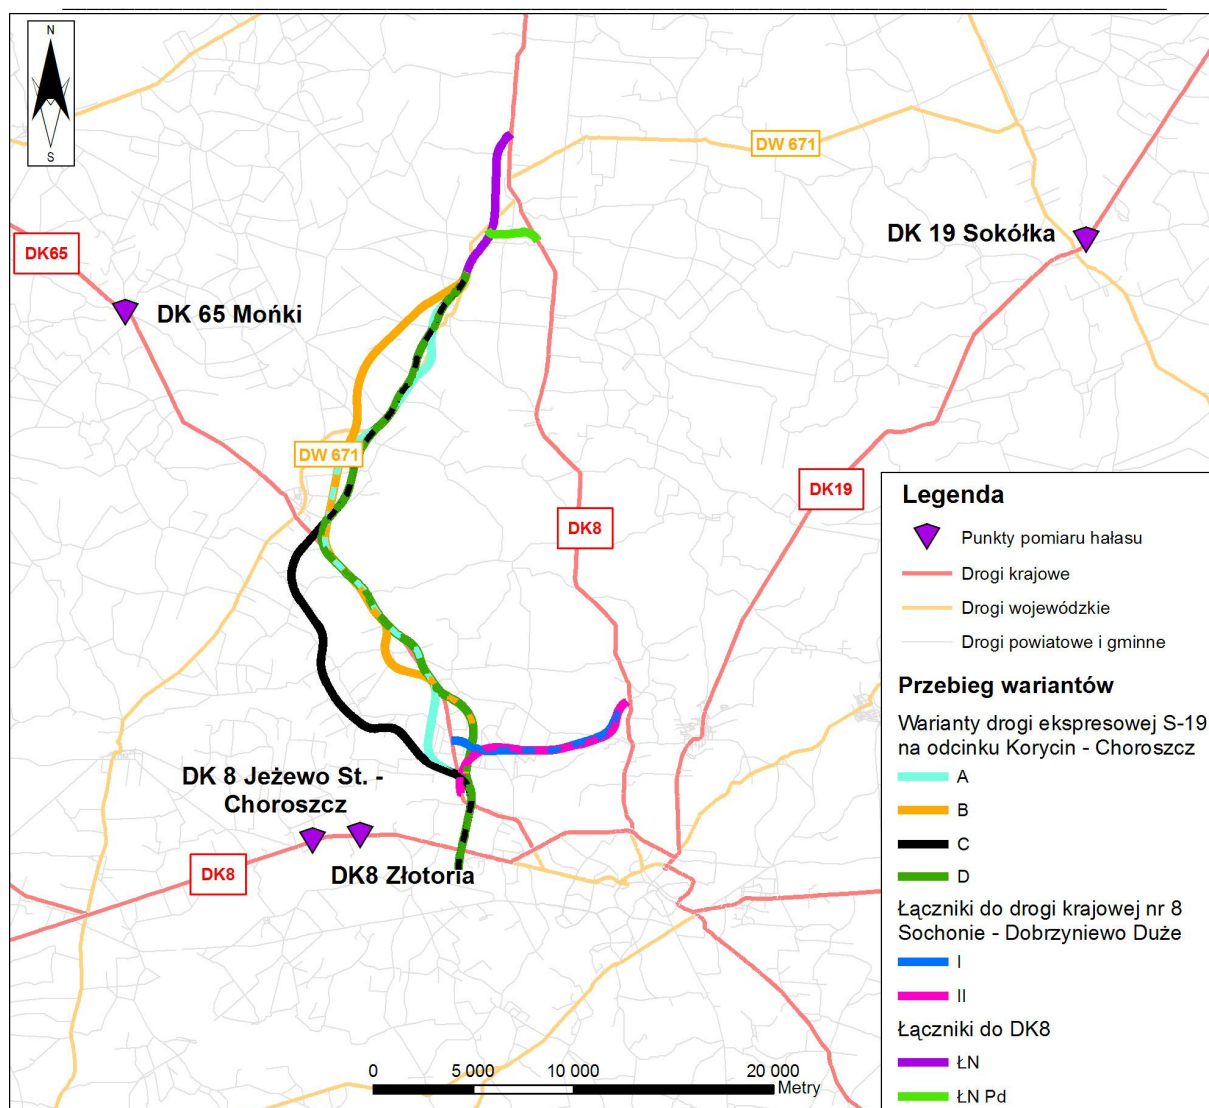 N
S
DW 671
DK65
DK 19 Sokółka
DK 65 Mońki
DW 671
DK19
DK8
DK 8 Jeżewo St. -
Choroszcz
DK8
DK8 Złotoria
0
5 000
10 000
20 000
Metry
Legenda
Punkty pomiaru hałasu
Drogi krajowe
Drogi wojewódzkie
Drogi powiatowe i gminne
Przebieg wariantów
Warianty drogi ekspresowej S-19
na odcinku Korycin - Choroszcz
A
B
C
D
Łączniki do drogi krajowej nr 8
Sochonie - Dobrzyniewo Duże
I
II
Łączniki do DK8
ŁN
ŁN Pd